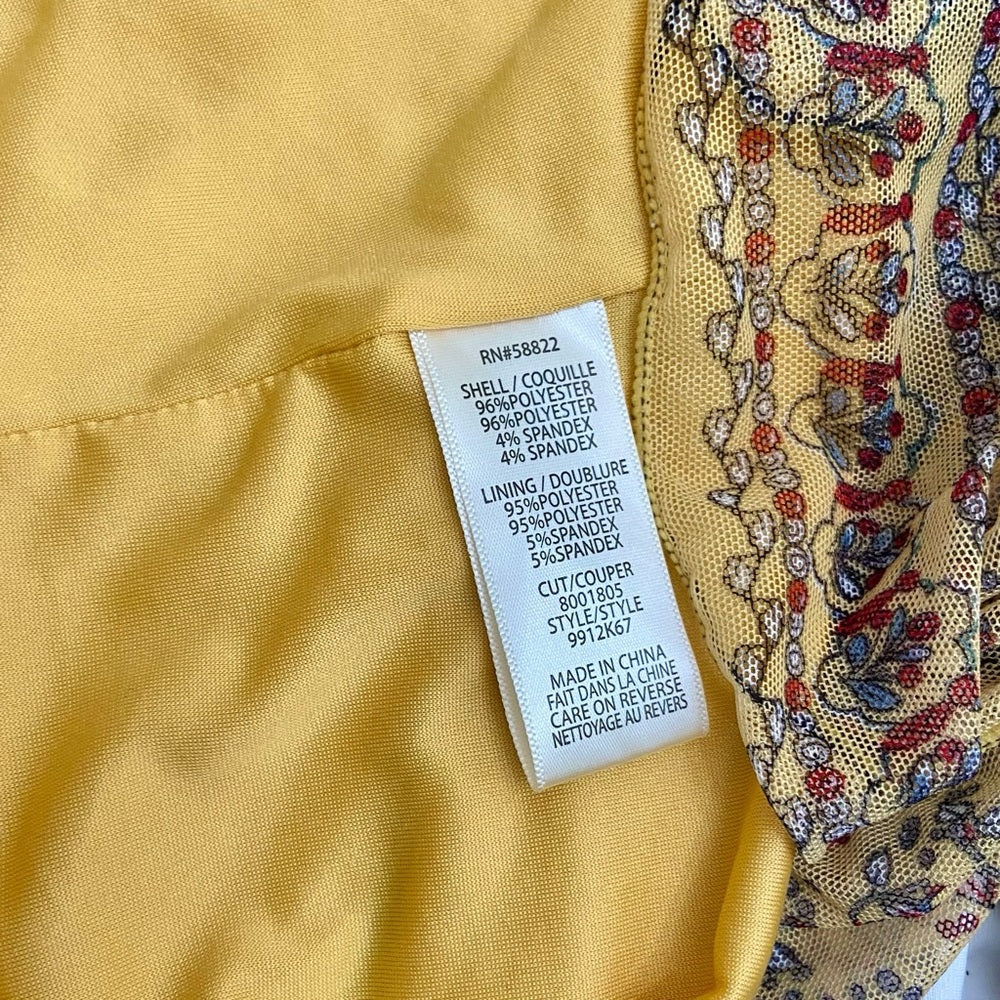 RN#58822
SHELL / COQUILLE
96%POLYESTER
96%POLYESTER
4% SPANDEX
4% SPANDEX
LINING / DOUBLURE
95%POLYESTER
95%POLYESTER
5%SPANDEX
5%SPANDEX
CUT/COUPER
8001805
STYLE/STYLE
9912K67
MADE IN CHINA
FAIT DANS LA CHINE
CARE ON REVERSE
NETTOYAGE AU REVERS